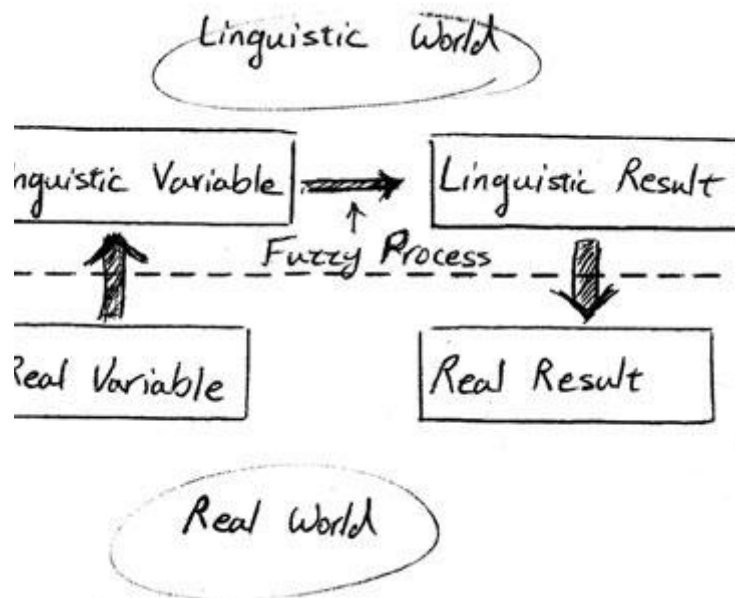 Linguistic World
nguistic Variable
Linguistic Result
Fuzzy Process
Real Variable
Real Result
Real World